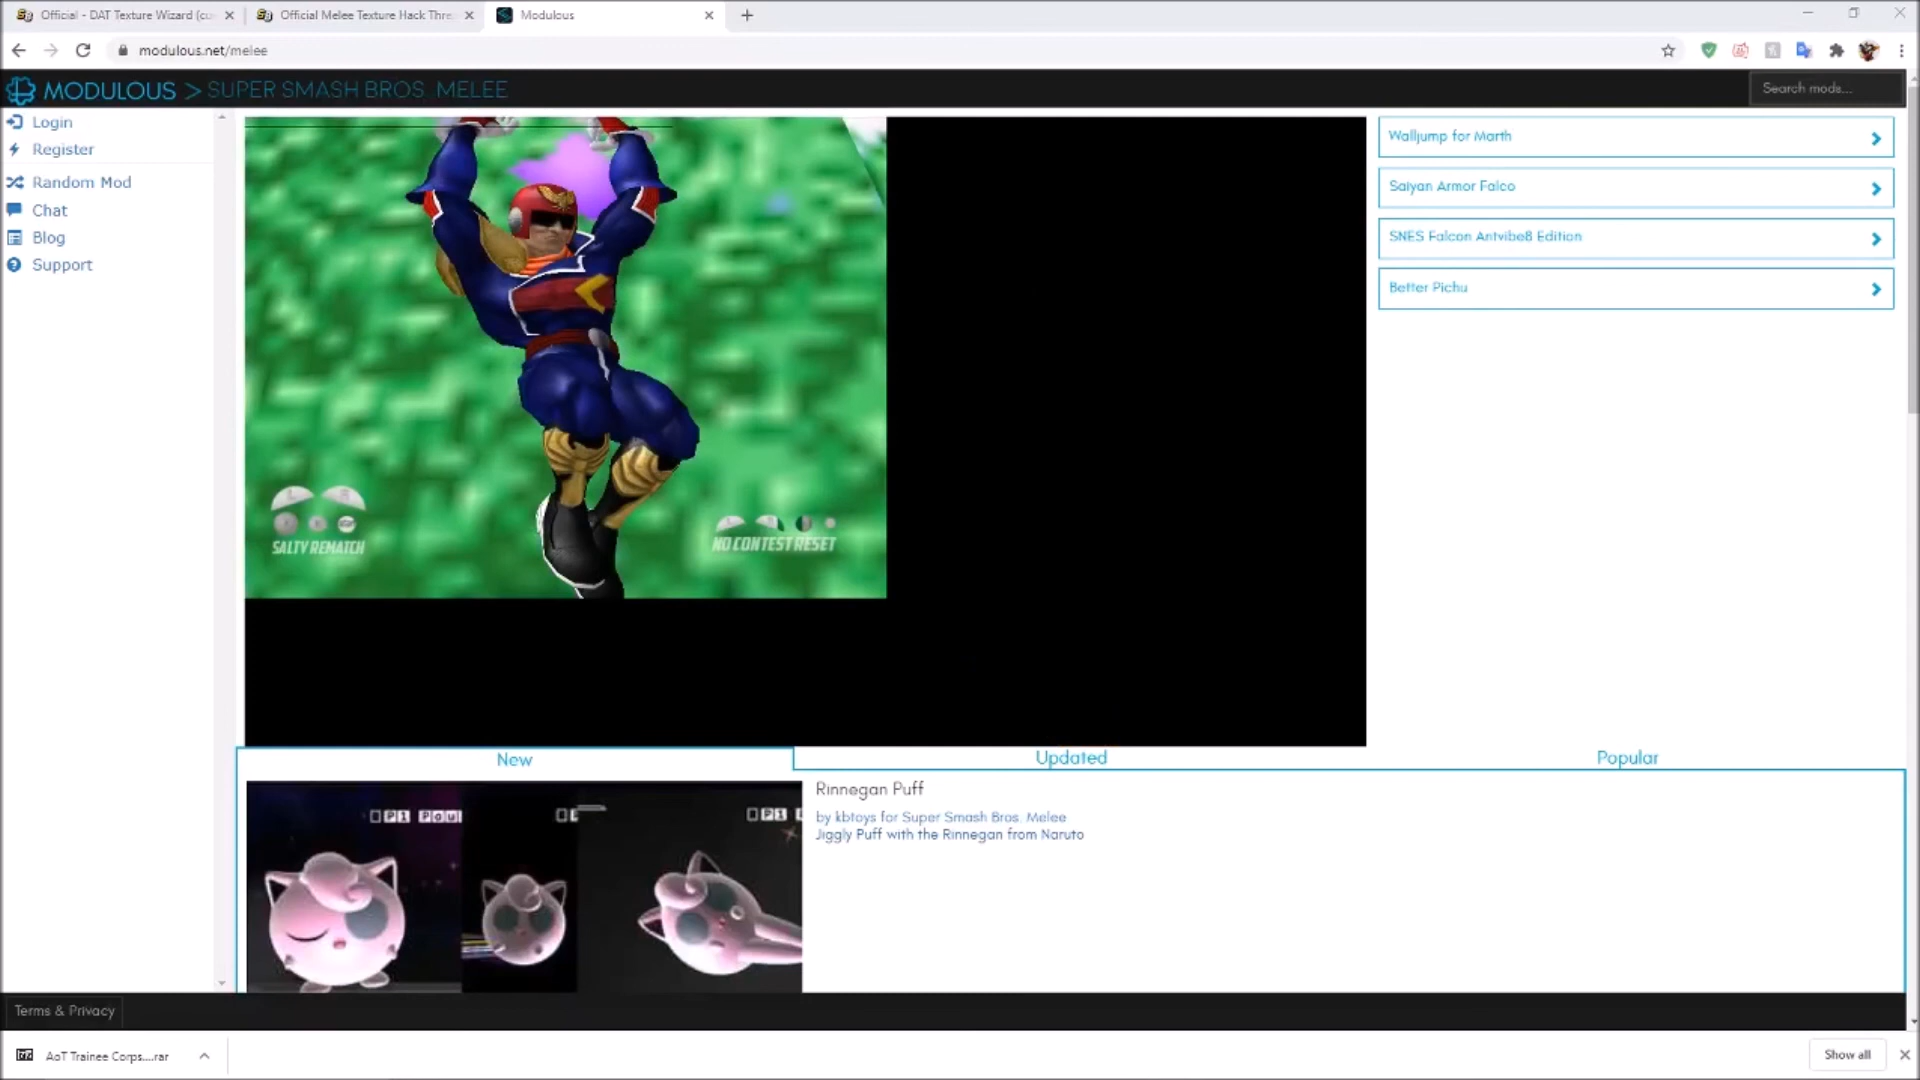 Official - DAT Texture Wizard (cu
Official Melee Texture Hack Thre
Modulous
modulous.net/melee
MODULOUS > SUPER SMASH BROS. MELEE
Search mods...
Login
Register
Random Mod
Chat
Blog
Support
SALTY REMATCH
NO CONTEST RESET
Walljump for Marth
Saiyan Armor Falco
SNES Falcon Antvibe8 Edition
Better Pichu
New
Updated
Popular
P1
P1
Rinnegan Puff
by kbtoys for Super Smash Bros. Melee
Jiggly Puff with the Rinnegan from Naruto
Terms & Privacy
AoT Trainee Corps....rar
Show all